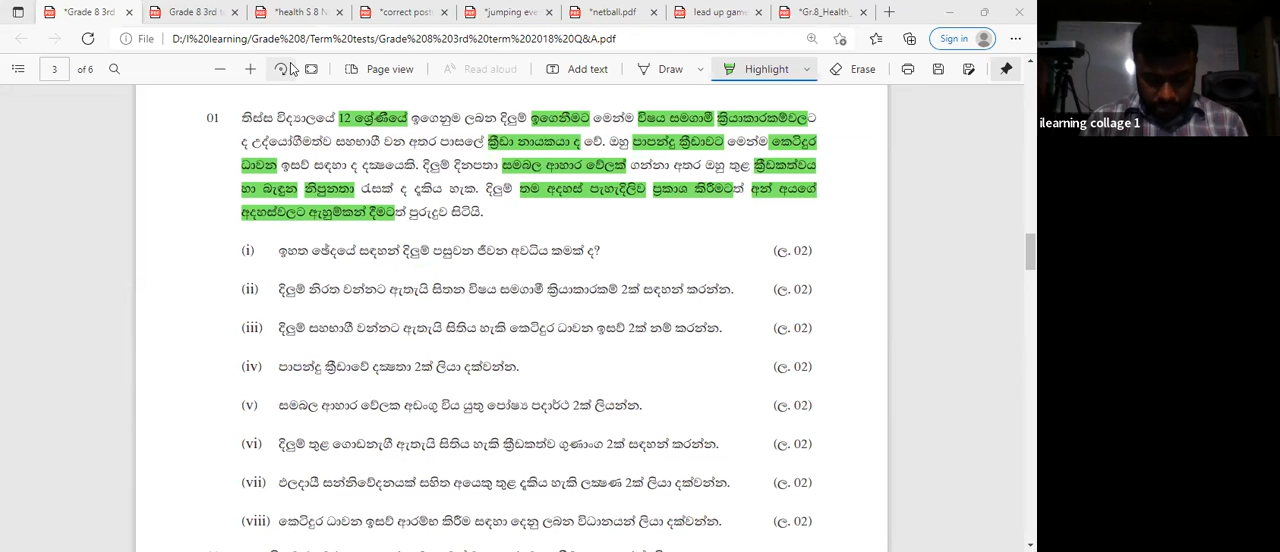 *Grade 8 3rd
Grade 8 3rd t
*health S 8 N
*correct post
*jumping eve
*netball.pdf
lead up game
*Gr.8_Health_
File
D:/I%20learning/Grade%208/Term%20tests/Grade%208%203rd%20term%202018%20Q&A.pdf
Sign in
3 of 6
Page view
Read aloud
Add text
Draw
Highlight
Erase
ilearning collage 1
01 තිස්ස විද්‍යාලයේ 12 ශ්‍රේණියේ ඉගෙනුම ලබන දිලුම් ඉගෙනීමට මෙන්ම විෂය සමගාමී ක්‍රියාකාරකම්වලට
ද උද්යෝගීමත්ව සහභාගී වන අතර පාසලේ ක්‍රීඩා නායකයා ද වේ. ඔහු පාපන්දු ක්‍රීඩාවට මෙන්ම කෙටිදුර
ධාවන ඉසව් සඳහා ද දක්‍ෂයෙකි. දිලුම් දිනපතා සමබල ආහාර වේලක් ගන්නා අතර ඔහු තුළ ක්‍රීඩකත්වය
හා බැඳුන නිපුනතා රැසක් ද දැකිය හැක. දිලුම් තම අදහස් පැහැදිලිව ප්‍රකාශ කිරීමටත් අන් අයගේ
අදහස්වලට ඇහුම්කන් දීමටත් පුරුදුව සිටියි.
(i) ඉහත ඡේදයේ සඳහන් දිලුම් පසුවන ජීවන අවධිය කමක් ද? (ල. 02)
(ii) දිලුම් නිරත වන්නට ඇතැයි සිතන විෂය සමගාමී ක්‍රියාකාරකම් 2ක් සඳහන් කරන්න. (ල. 02)
(iii) දිලුම් සහභාගී වන්නට ඇතැයි සිතිය හැකි කෙටිදුර ධාවන ඉසව් 2ක් නම් කරන්න. (ල. 02)
(iv) පාපන්දු ක්‍රීඩාවේ දක්‍ෂතා 2ක් ලියා දක්වන්න. (ල. 02)
(v) සමබල ආහාර වේලක අඩංගු විය යුතු පෝෂ්‍ය පදාර්ථ 2ක් ලියන්න. (ල. 02)
(vi) දිලුම් තුළ ගොඩනැගී ඇතැයි සිතිය හැකි ක්‍රීඩකත්ව ගුණාංග 2ක් සඳහන් කරන්න. (ල. 02)
(vii) ඵලදායී සන්නිවේදනයක් සහිත අයෙකු තුළ දැකිය හැකි ලක්‍ෂණ 2ක් ලියා දක්වන්න. (ල. 02)
(viii) කෙටිදුර ධාවන ඉසව් ආරම්භ කිරීම සඳහා දෙනු ලබන විධානයන් ලියා දක්වන්න. (ල. 02)